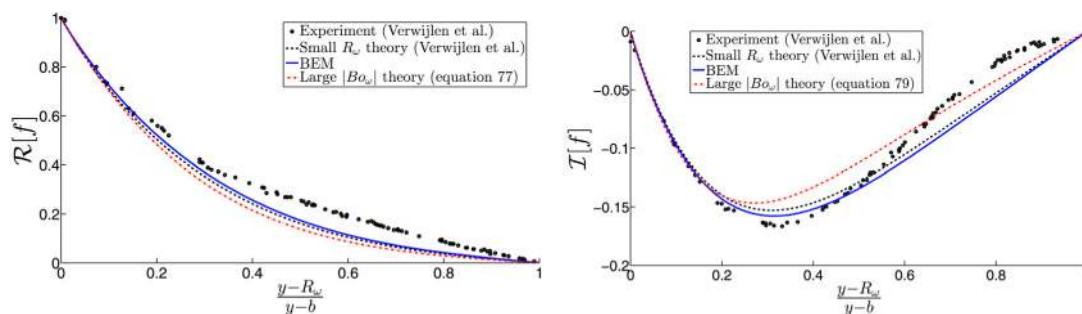 Experiment (Verwijlen et al.)
Small R_ω theory (Verwijlen et al.)
BEM
Large |Bo_ω| theory (equation 77)
R[f]
1
0.8
0.6
0.4
0.2
0
0 0.2 0.4 0.6 0.8 1
y−R_ω
y−b
Experiment (Verwijlen et al.)
Small R_ω theory (Verwijlen et al.)
BEM
Large |Bo_ω| theory (equation 79)
I[f]
0
−0.05
−0.1
−0.15
−0.2
0 0.2 0.4 0.6 0.8
y−R_ω
y−b